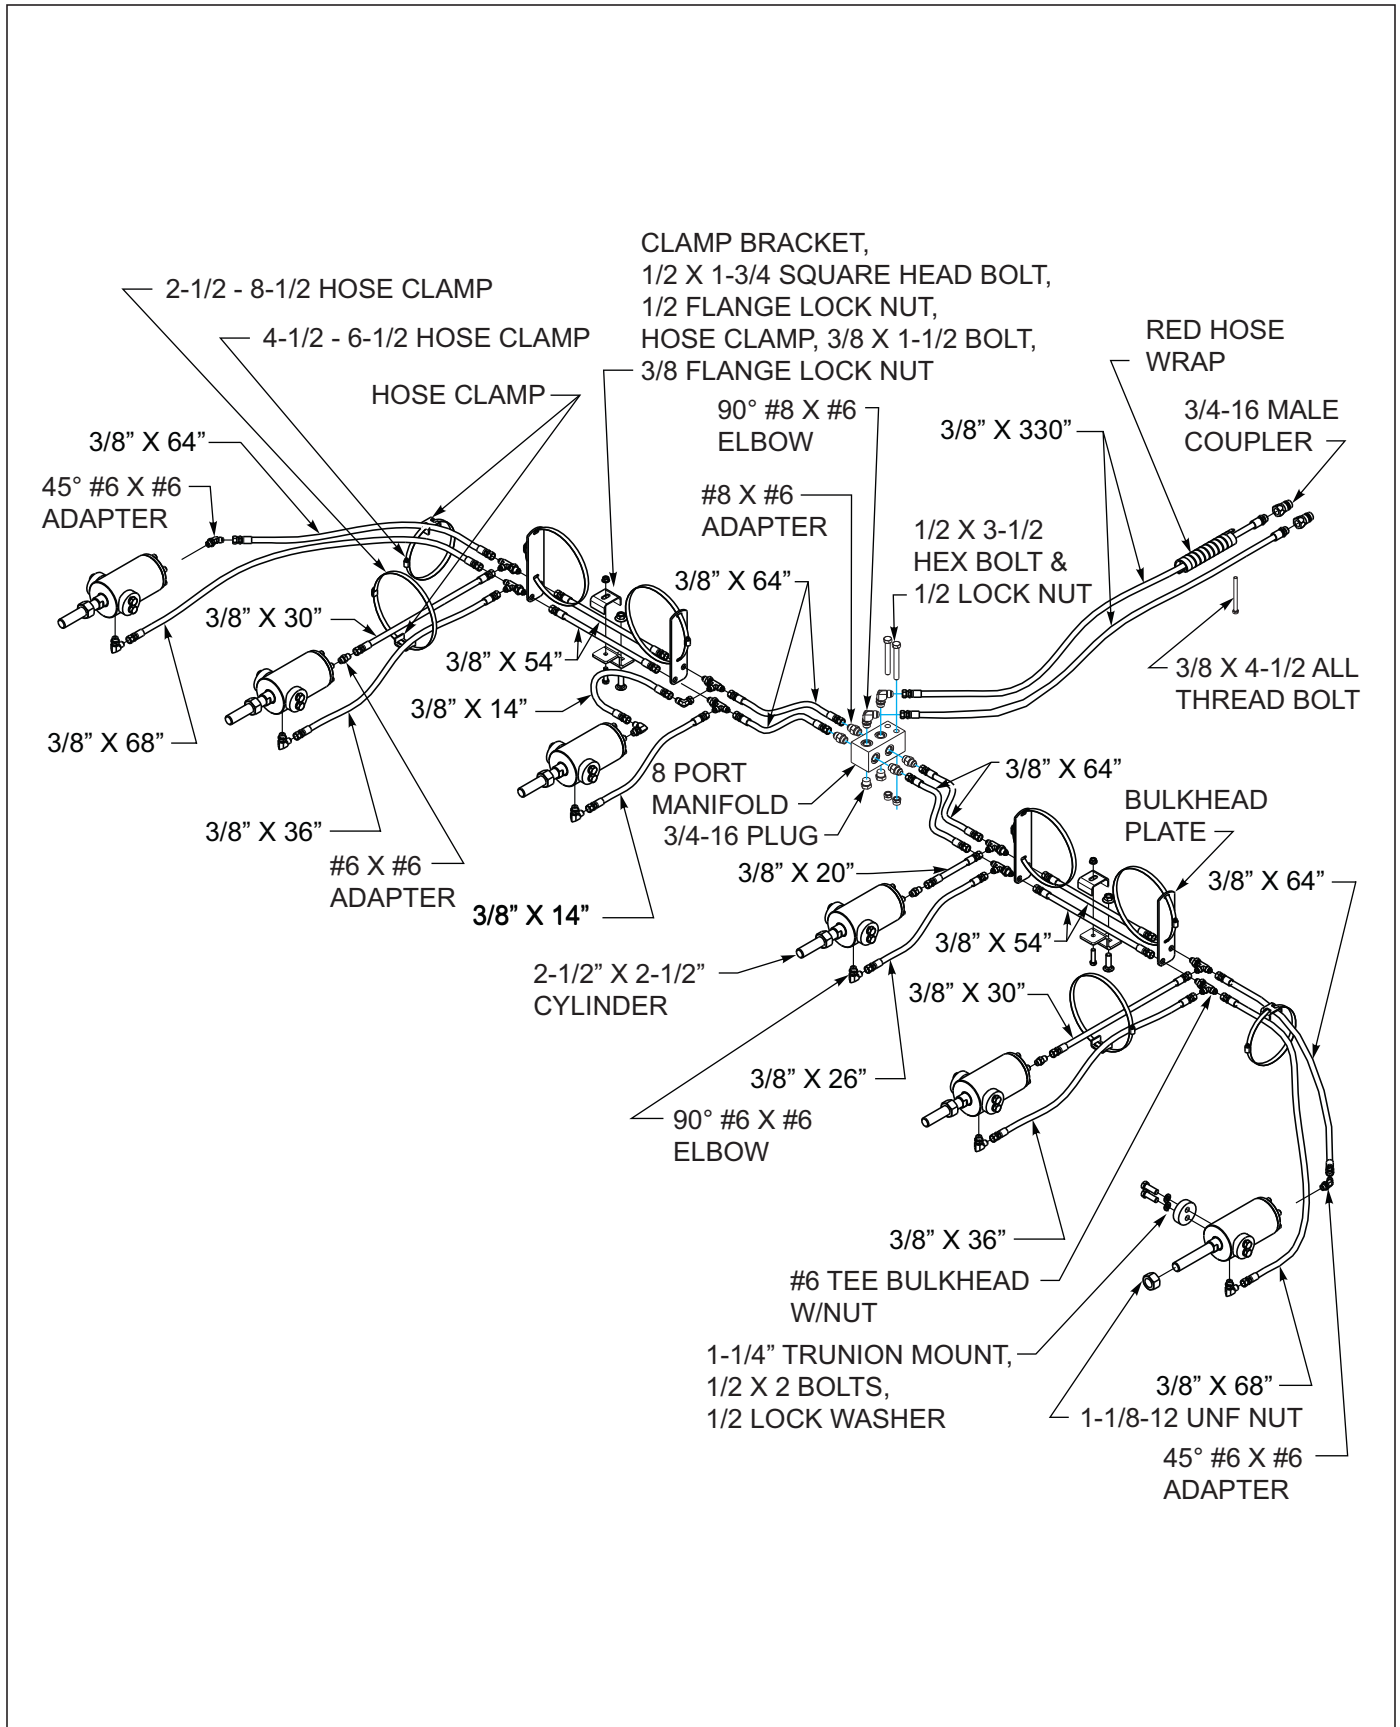 CLAMP BRACKET,
1/2 X 1-3/4 SQUARE HEAD BOLT,
1/2 FLANGE LOCK NUT,
HOSE CLAMP, 3/8 X 1-1/2 BOLT,
3/8 FLANGE LOCK NUT
2-1/2 - 8-1/2 HOSE CLAMP
4-1/2 - 6-1/2 HOSE CLAMP
HOSE CLAMP
RED HOSE
WRAP
90° #8 X #6
ELBOW
3/8” X 330”
3/4-16 MALE
COUPLER
3/8” X 64”
45° #6 X #6
ADAPTER
#8 X #6
ADAPTER
1/2 X 3-1/2
HEX BOLT &
1/2 LOCK NUT
3/8” X 64”
3/8” X 30”
3/8” X 54”
3/8 X 4-1/2 ALL
THREAD BOLT
3/8” X 14”
3/8” X 68”
8 PORT
MANIFOLD
3/8” X 64”
3/4-16 PLUG
BULKHEAD
PLATE
3/8” X 36”
#6 X #6
ADAPTER
3/8” X 20”
3/8” X 64”
3/8” X 14”
3/8” X 54”
2-1/2” X 2-1/2”
CYLINDER
3/8” X 30”
3/8” X 26”
90° #6 X #6
ELBOW
3/8” X 36”
#6 TEE BULKHEAD
W/NUT
1-1/4” TRUNION MOUNT,
1/2 X 2 BOLTS,
1/2 LOCK WASHER
3/8” X 68”
1-1/8-12 UNF NUT
45° #6 X #6
ADAPTER